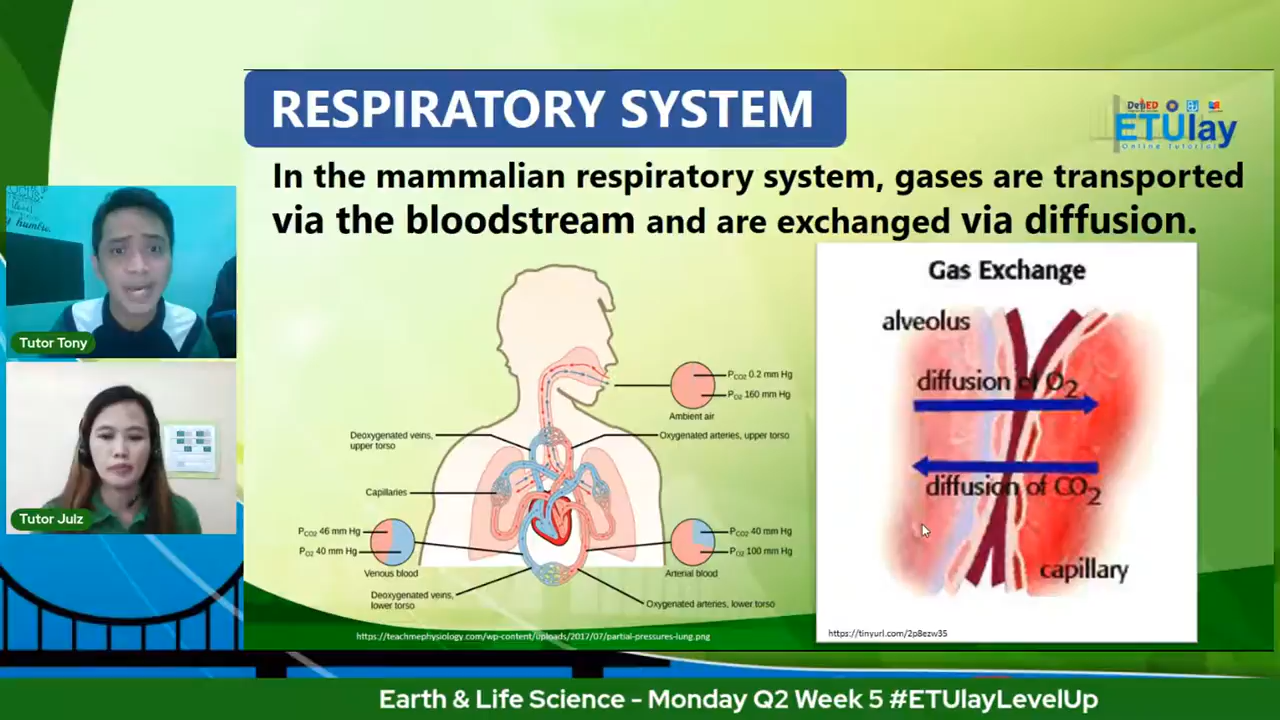 RESPIRATORY SYSTEM
DepED
ETUlay
Online Tutorial
In the mammalian respiratory system, gases are transported
via the bloodstream and are exchanged via diffusion.
humble.
Tutor Tony
Tutor Julz
PCO2 0.2 mm Hg
PO2 160 mm Hg
Ambient air
Deoxygenated veins,
upper torso
Oxygenated arteries, upper torso
Capillaries
PCO2 46 mm Hg
PO2 40 mm Hg
Venous blood
PCO2 40 mm Hg
PO2 100 mm Hg
Arterial blood
Deoxygenated veins,
lower torso
Oxygenated arteries, lower torso
https://teachmephysiology.com/wp-content/uploads/2017/07/partial-pressures-lung.png
Gas Exchange
alveolus
diffusion of O2
diffusion of CO2
capillary
https://tinyurl.com/2p8ezw35
Earth & Life Science - Monday Q2 Week 5 #ETUlayLevelUp